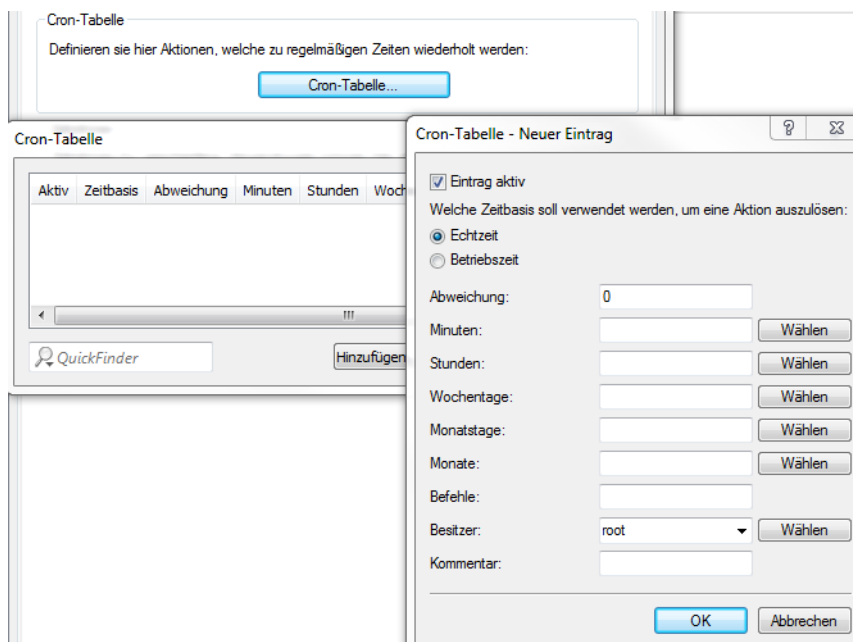 Cron-Tabelle
Definieren sie hier Aktionen, welche zu regelmäßigen Zeiten wiederholt werden:
Cron-Tabelle...
Cron-Tabelle
Aktiv Zeitbasis Abweichung Minuten Stunden Woch
QuickFinder
Hinzufügen
Cron-Tabelle - Neuer Eintrag
Eintrag aktiv
Welche Zeitbasis soll verwendet werden, um eine Aktion auszulösen:
Echtzeit
Betriebszeit
Abweichung: 0
Minuten: Wählen
Stunden: Wählen
Wochentage: Wählen
Monatstage: Wählen
Monate: Wählen
Befehle:
Besitzer: root Wählen
Kommentar:
OK Abbrechen